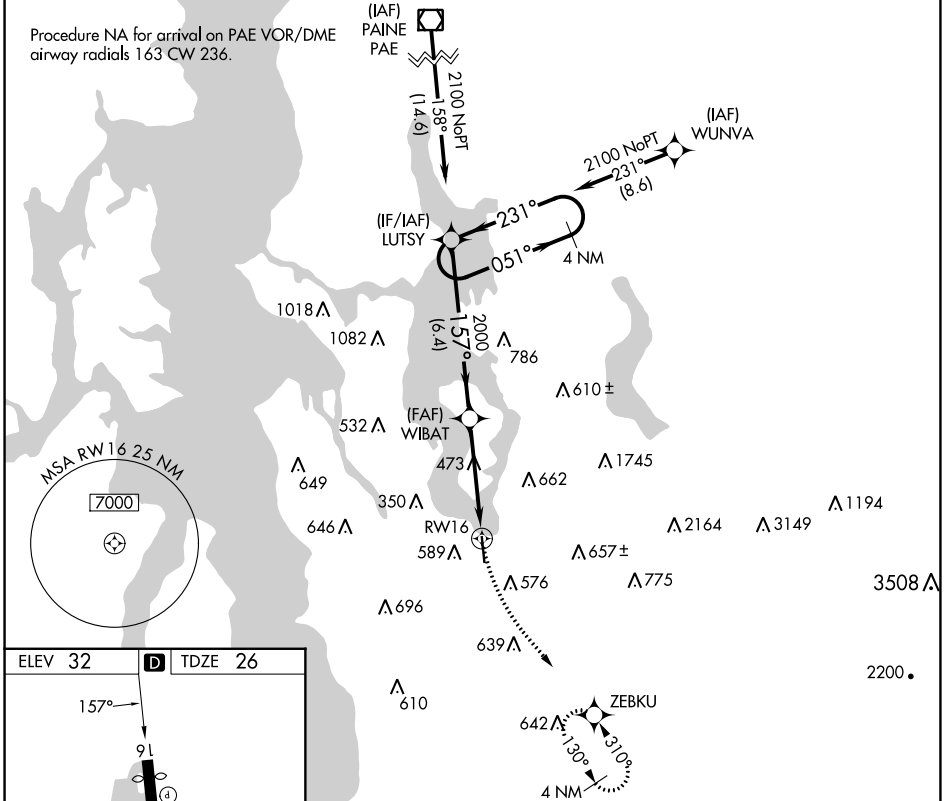 Procedure NA for arrival on PAE VOR/DME
airway radials 163 CW 236.
(IAF)
PAINE
PAE
2100 NoPT
158°
(14.6)
(IAF)
WUNVA
2100 NoPT
231°
(8.6)
(IF/IAF)
LUTSY
231°
051°
4 NM
1018
1082
2000
157°
(6.4)
786
610 ±
(FAF)
WIBAT
532
473
649
662
1745
350
1194
MSA RW16 25 NM
7000
646
RW16
2164
3149
589
657 ±
576
775
3508
696
639
2200
610
ELEV 32
D
TDZE 26
157°
16
P
642
ZEBKU
130°
310°
4 NM